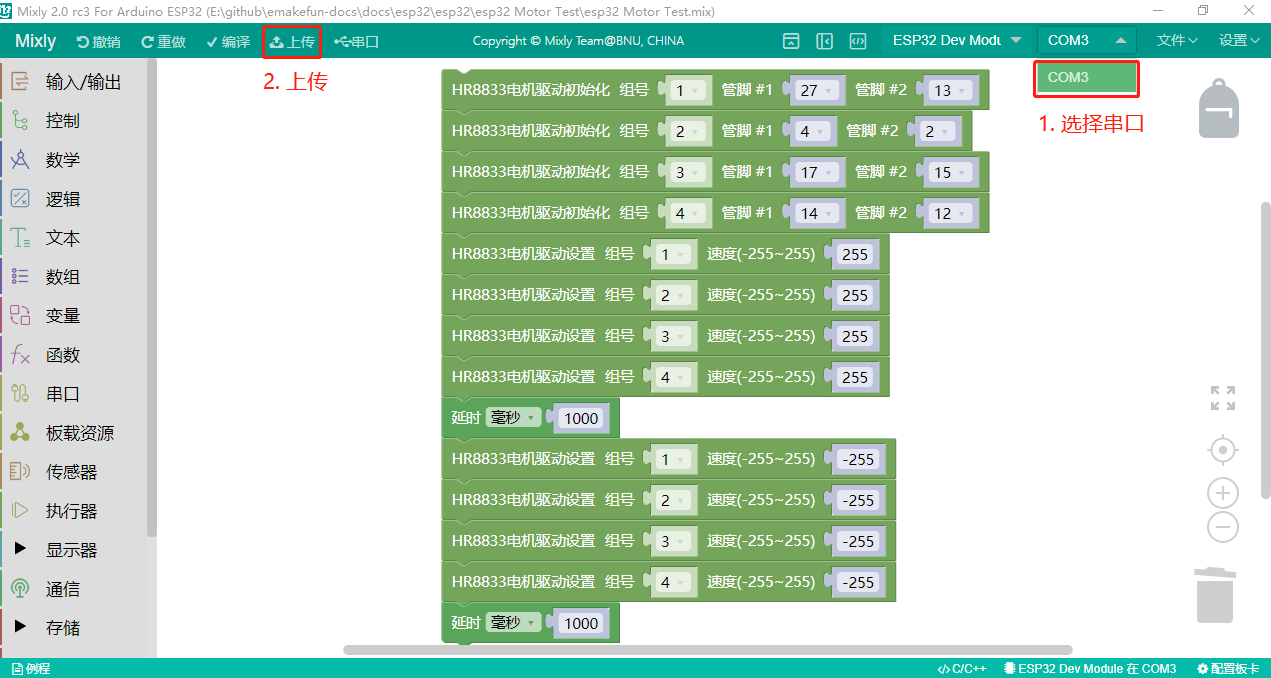 Mixly 2.0 rc3 For Arduino ESP32 (E:\github\emakefun-docs\docs\esp32\esp32\esp32 Motor Test\esp32 Motor Test.mix)
Mixly 撤销 重做 编译 上传 串口 Copyright © Mixly Team@BNU, CHINA ESP32 Dev Modu COM3 文件 设置
COM3
1. 选择串口
2. 上传
输入/输出
控制
数学
逻辑
文本
数组
变量
函数
串口
板载资源
传感器
执行器
显示器
通信
存储
HR8833电机驱动初始化 组号 1 管脚 #1 27 管脚 #2 13
HR8833电机驱动初始化 组号 2 管脚 #1 4 管脚 #2 2
HR8833电机驱动初始化 组号 3 管脚 #1 17 管脚 #2 15
HR8833电机驱动初始化 组号 4 管脚 #1 14 管脚 #2 12
HR8833电机驱动设置 组号 1 速度(-255~255) 255
HR8833电机驱动设置 组号 2 速度(-255~255) 255
HR8833电机驱动设置 组号 3 速度(-255~255) 255
HR8833电机驱动设置 组号 4 速度(-255~255) 255
延时 毫秒 1000
HR8833电机驱动设置 组号 1 速度(-255~255) -255
HR8833电机驱动设置 组号 2 速度(-255~255) -255
HR8833电机驱动设置 组号 3 速度(-255~255) -255
HR8833电机驱动设置 组号 4 速度(-255~255) -255
延时 毫秒 1000
例程 C/C++ ESP32 Dev Module 在 COM3 配置板卡